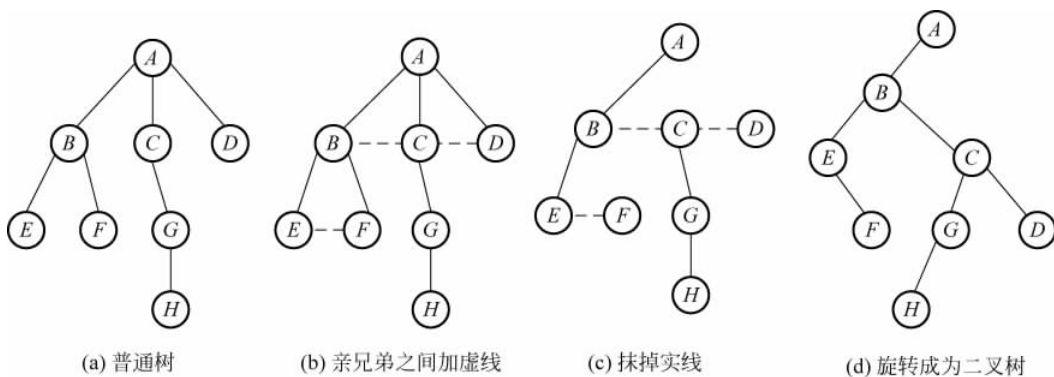 A
B C D
E F G
H
(a) 普通树
A
B C D
E F G
H
(b) 亲兄弟之间加虚线
A
B C D
E F G
H
(c) 抹掉实线
A
B
E C
F G D
H
(d) 旋转成为二叉树